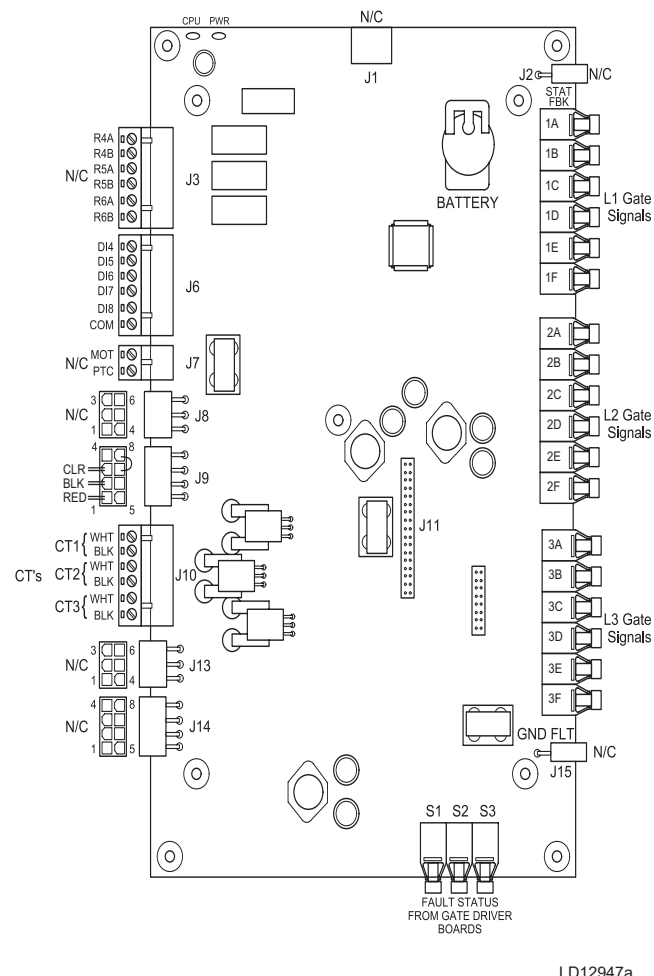 N/C
CPU PWR
J1
J2
N/C
STAT
FBK
1A
1B
1C
1D
1E
1F
L1 Gate
Signals
BATTERY
R4A
R4B
R5A
R5B
R6A
R6B
N/C
J3
DI4
DI5
DI6
DI7
DI8
COM
J6
N/C
MOT
PTC
J7
2A
2B
2C
2D
2E
2F
L2 Gate
Signals
3 6
N/C
1 4
J8
4 8
CLR
BLK
RED
1 5
J9
J11
CT's
CT1
WHT
BLK
CT2
WHT
BLK
CT3
WHT
BLK
J10
3A
3B
3C
3D
3E
3F
L3 Gate
Signals
3 6
N/C
1 4
J13
4 8
N/C
1 5
J14
GND FLT
N/C
J15
S1 S2 S3
FAULT STATUS
FROM GATE DRIVER
BOARDS
LD12947a